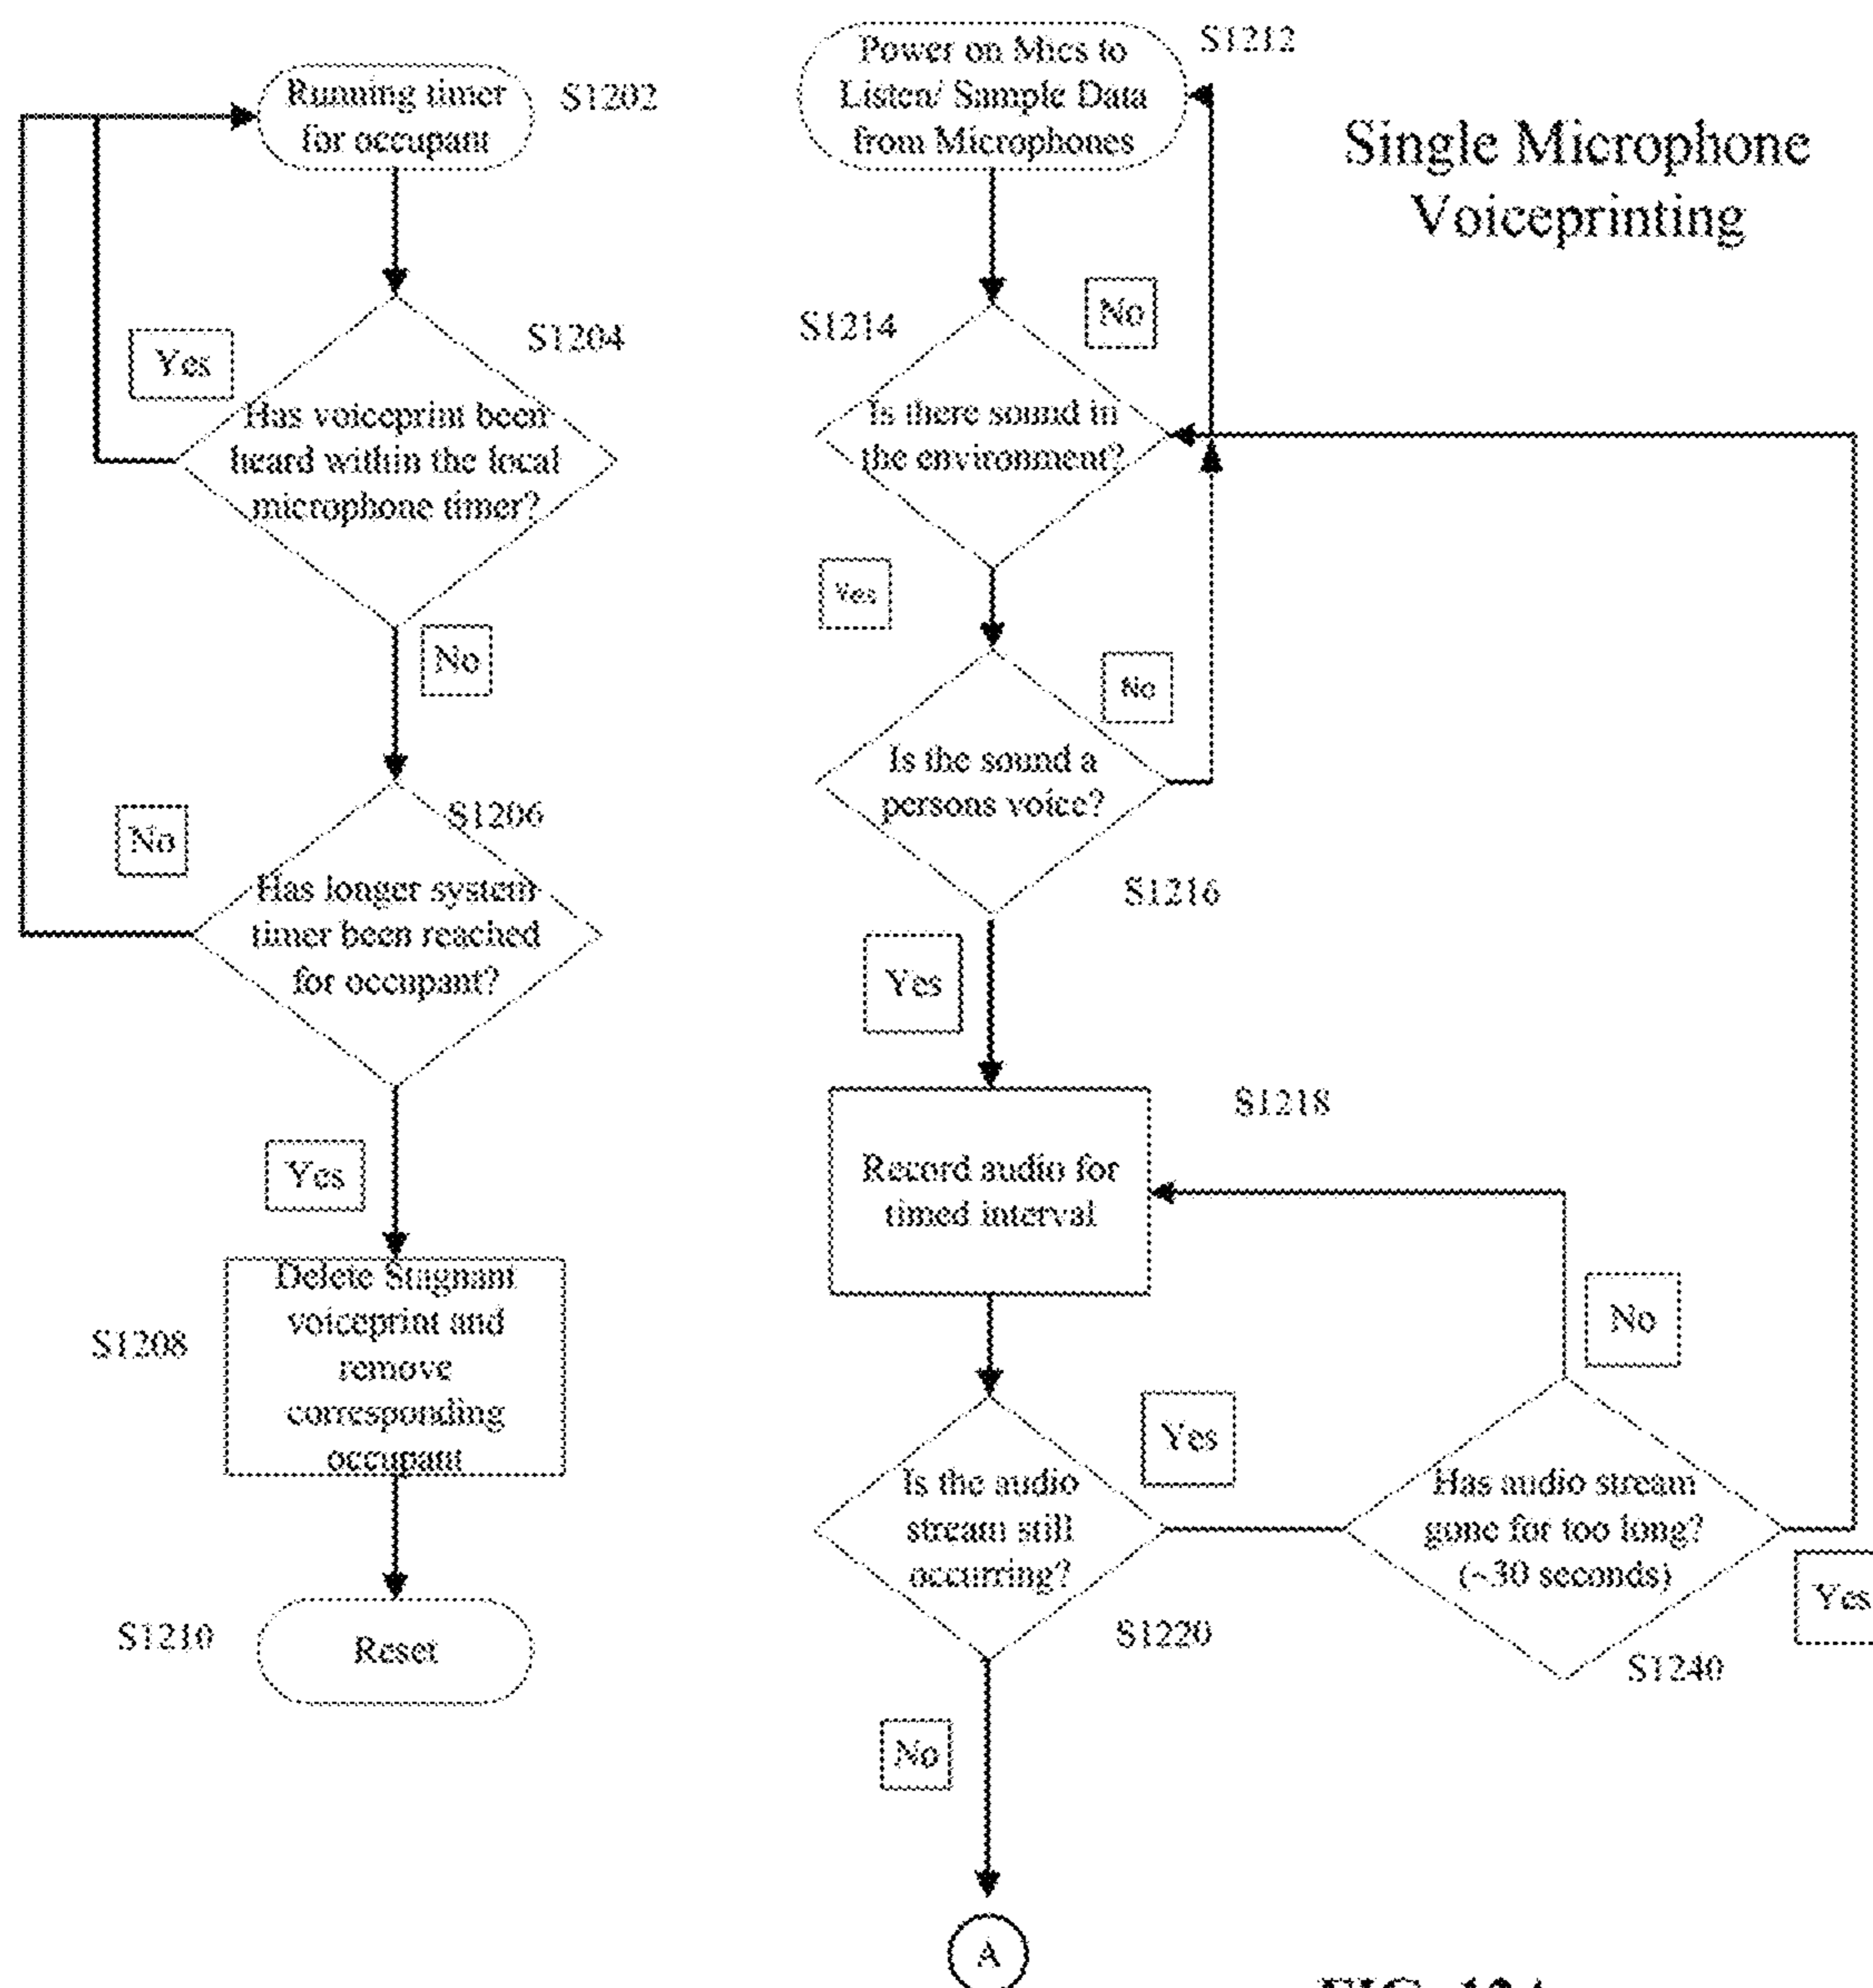 Running timer
for occupant
S1202
Yes
S1204
Has voiceprint been
heard within the local
microphone timer?
No
No
S1206
Has longer system
timer been reached
for occupant?
Yes
S1208
Delete Stagnant
voiceprint and
remove
corresponding
occupant
S1210
Reset
Power on Mics to
Listen/ Sample Data
from Microphones
S1212
Single Microphone
Voiceprinting
S1214
No
Is there sound in
the environment?
Yes
No
Is the sound a
persons voice?
S1216
Yes
S1218
Record audio for
timed interval
No
Yes
Is the audio
stream still
occurring?
S1220
Has audio stream
gone for too long?
(~30 seconds)
Yes
S1240
No
A
FIG. 12A